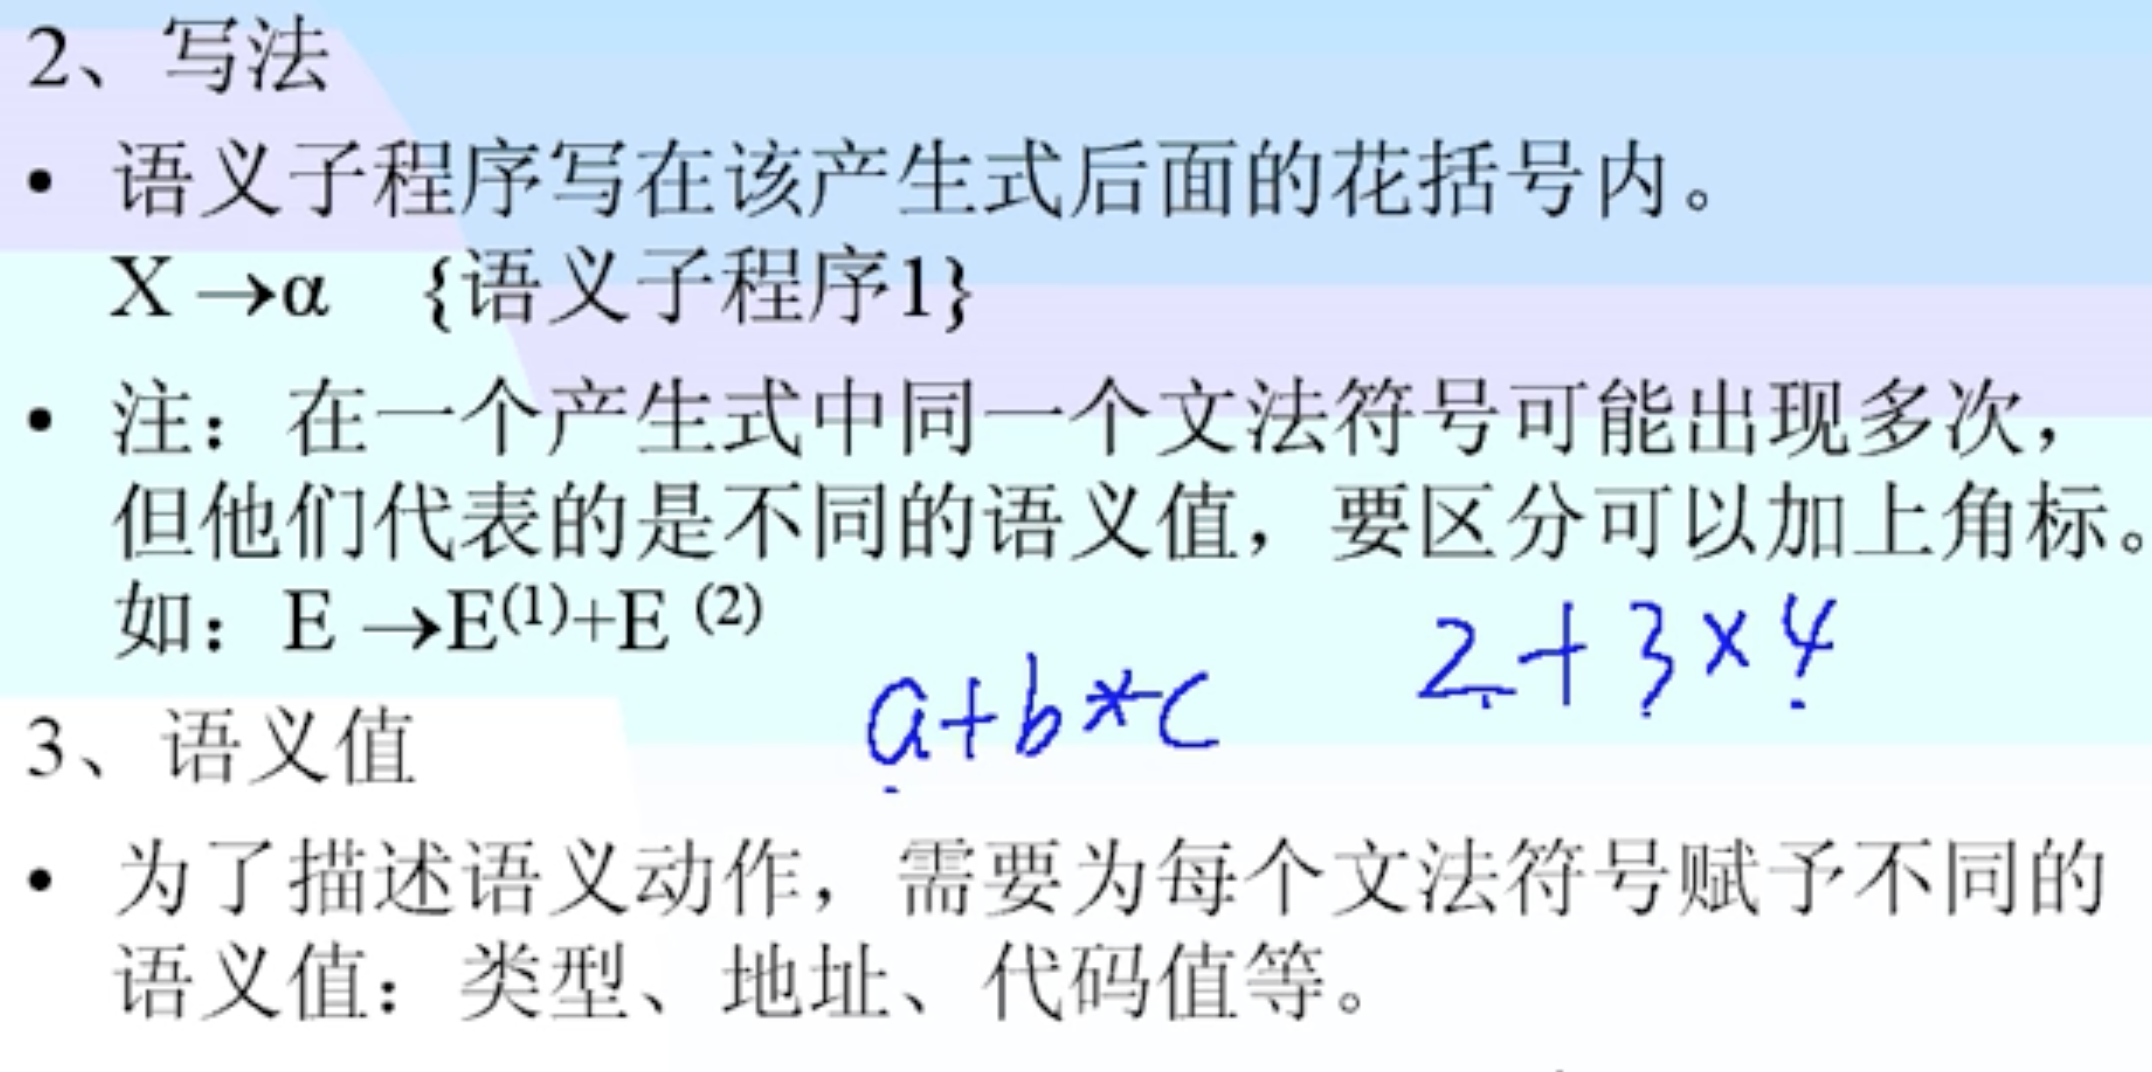 2、写法
• 语义子程序写在该产生式后面的花括号内。
X →α {语义子程序1}
• 注：在一个产生式中同一个文法符号可能出现多次，
但他们代表的是不同的语义值，要区分可以加上角标。
如：E →E⁽¹⁾+E ⁽²⁾
2+3×4
a+b*c
3、语义值
• 为了描述语义动作，需要为每个文法符号赋予不同的
语义值：类型、地址、代码值等。